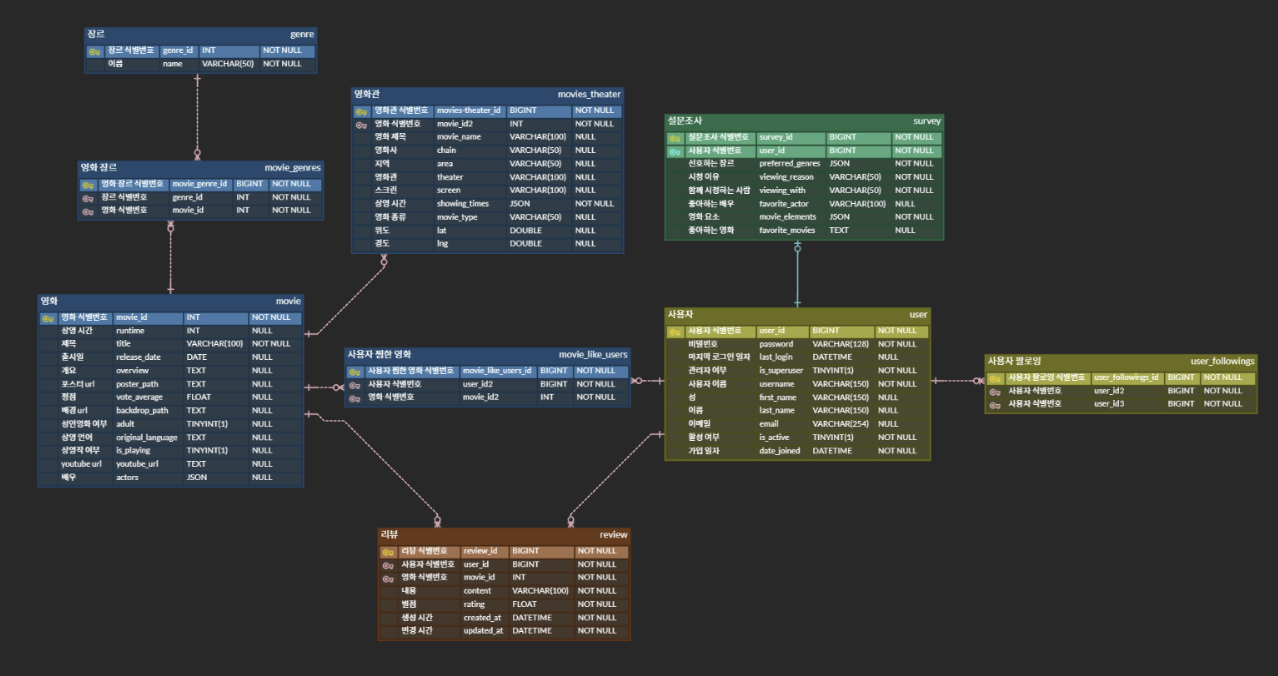 장르 genre
장르 식별번호 genre_id INT NOT NULL
이름 name VARCHAR(50) NOT NULL
영화 장르 movie_genres
영화 장르 식별번호 movie_genre_id BIGINT NOT NULL
장르 식별번호 genre_id INT NOT NULL
영화 식별번호 movie_id INT NOT NULL
영화관 movies_theater
영화관 식별번호 movies-theater_id BIGINT NOT NULL
영화 식별번호 movie_id2 INT NOT NULL
영화 제목 movie_name VARCHAR(100) NULL
영화사 chain VARCHAR(50) NULL
지역 area VARCHAR(50) NULL
영화관 theater VARCHAR(100) NULL
스크린 screen VARCHAR(100) NULL
상영 시간 showing_times JSON NOT NULL
영화 종류 movie_type VARCHAR(50) NULL
위도 lat DOUBLE NULL
경도 lng DOUBLE NULL
설문조사 survey
설문조사 식별번호 survey_id BIGINT NOT NULL
사용자 식별번호 user_id BIGINT NOT NULL
선호하는 장르 preferred_genres JSON NOT NULL
시청 이유 viewing_reason VARCHAR(50) NOT NULL
함께 시청하는 사람 viewing_with VARCHAR(50) NOT NULL
좋아하는 배우 favorite_actor VARCHAR(100) NULL
영화 요소 movie_elements JSON NOT NULL
좋아하는 영화 favorite_movies TEXT NULL
영화 movie
영화 식별번호 movie_id INT NOT NULL
상영 시간 runtime INT NULL
제목 title VARCHAR(100) NOT NULL
출시일 release_date DATE NULL
개요 overview TEXT NULL
포스터 url poster_path TEXT NULL
평점 vote_average FLOAT NULL
배경 url backdrop_path TEXT NULL
성인영화 여부 adult TINYINT(1) NULL
상영 언어 original_language TEXT NULL
상영작 여부 is_playing TINYINT(1) NULL
youtube url youtube_url TEXT NULL
배우 actors JSON NULL
사용자 찜한 영화 movie_like_users
사용자 찜한 영화 식별번호 movie_like_users_id BIGINT NOT NULL
사용자 식별번호 user_id2 BIGINT NOT NULL
영화 식별번호 movie_id2 INT NOT NULL
사용자 user
사용자 식별번호 user_id BIGINT NOT NULL
비밀번호 password VARCHAR(128) NOT NULL
마지막 로그인 일자 last_login DATETIME NULL
관리자 여부 is_superuser TINYINT(1) NOT NULL
사용자 이름 username VARCHAR(150) NOT NULL
성 first_name VARCHAR(150) NULL
이름 last_name VARCHAR(150) NULL
이메일 email VARCHAR(254) NULL
활성 여부 is_active TINYINT(1) NOT NULL
가입 일자 date_joined DATETIME NOT NULL
사용자 팔로잉 user_followings
사용자 팔로잉 식별번호 user_followings_id BIGINT NOT NULL
사용자 식별번호 user_id2 BIGINT NOT NULL
사용자 식별번호 user_id3 BIGINT NOT NULL
리뷰 review
리뷰 식별번호 review_id BIGINT NOT NULL
사용자 식별번호 user_id BIGINT NOT NULL
영화 식별번호 movie_id INT NOT NULL
내용 content VARCHAR(100) NOT NULL
별점 rating FLOAT NOT NULL
생성 시간 created_at DATETIME NOT NULL
변경 시간 updated_at DATETIME NOT NULL